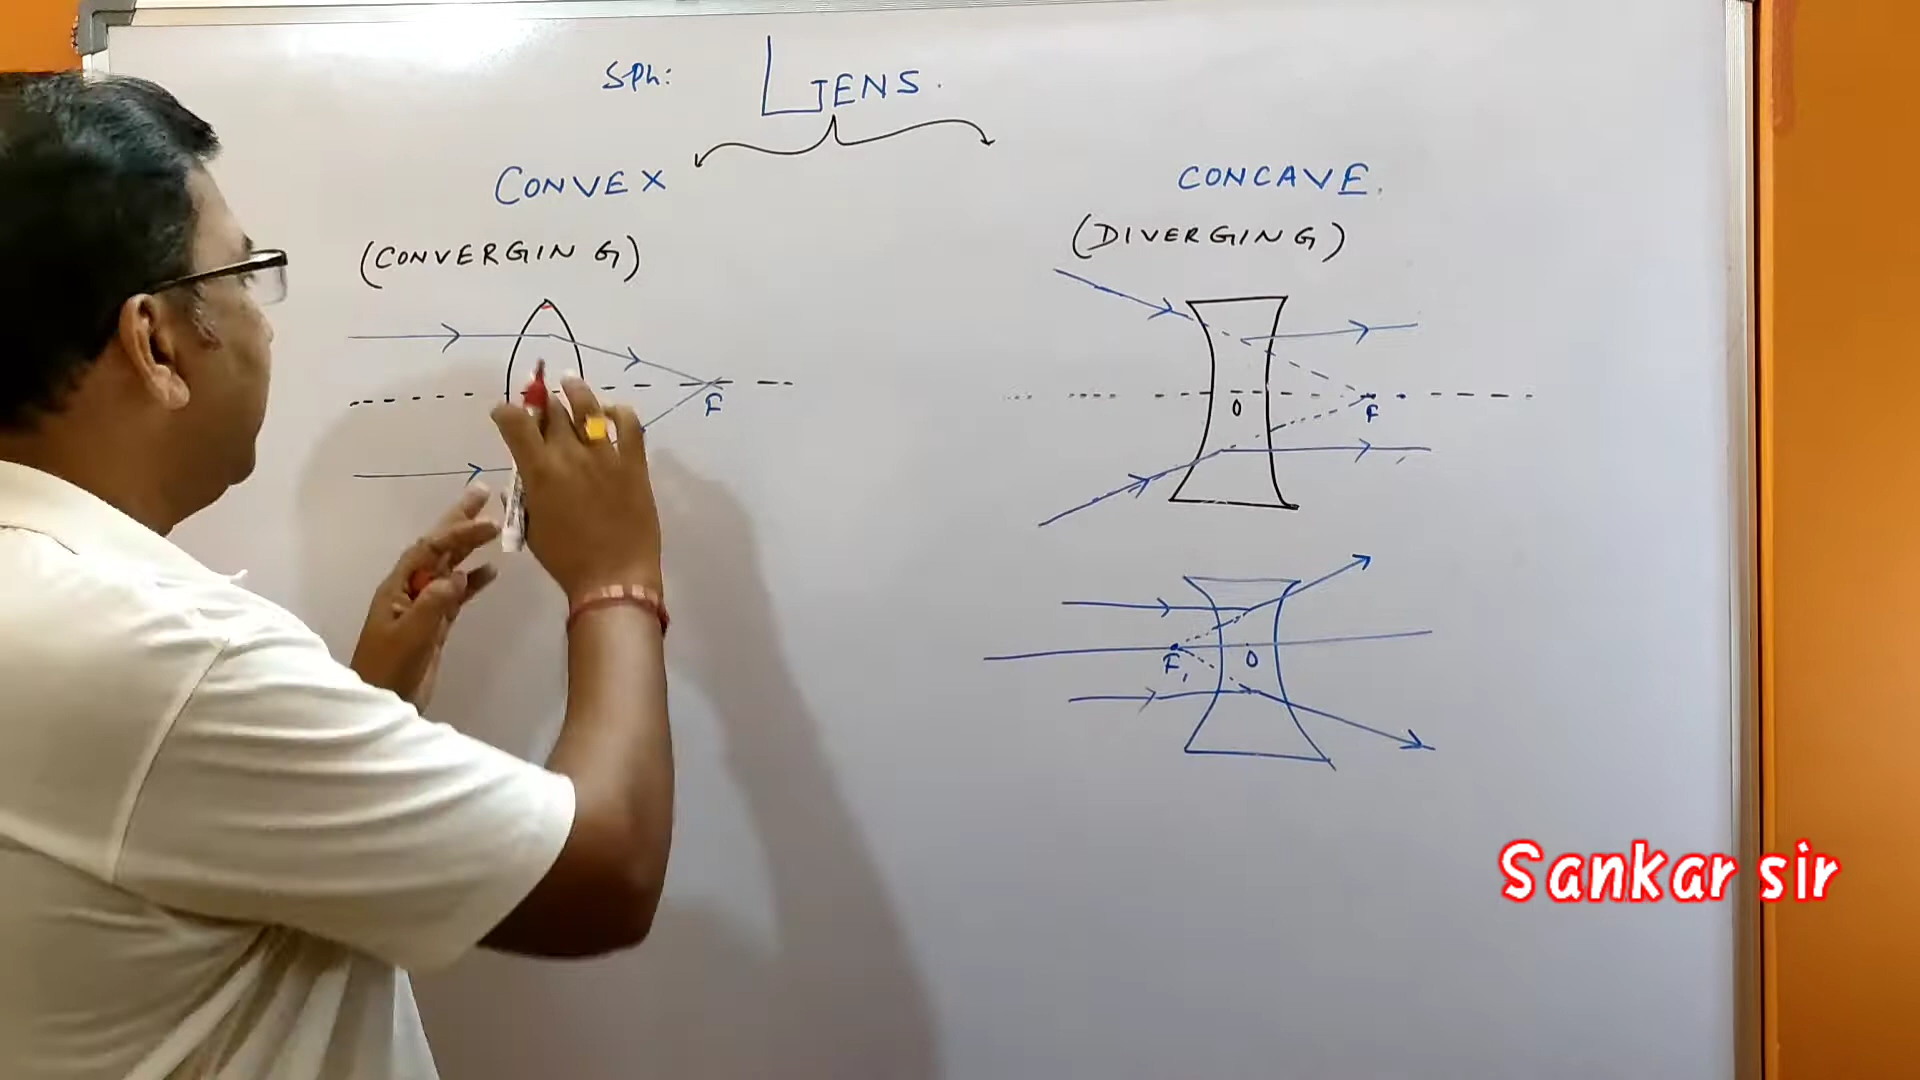 Sph: LENS.
CONVEX
(CONVERGING)
F
CONCAVE.
(DIVERGING)
O
F
F,
O
Sankar sir